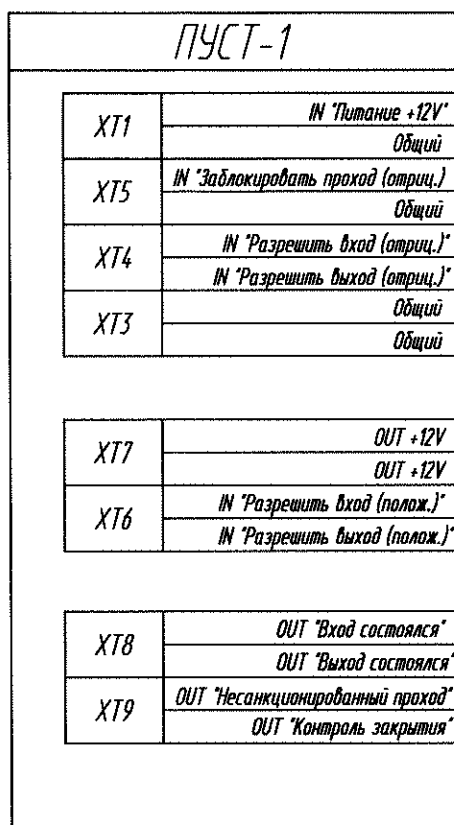 ПУСТ-1
XT1
IN "Питание +12V"
Общий
XT5
IN "Заблокировать проход (отриц.)
Общий
XT4
IN "Разрешить вход (отриц.)"
IN "Разрешить выход (отриц.)"
XT3
Общий
Общий
XT7
OUT +12V
OUT +12V
XT6
IN "Разрешить вход (полож.)"
IN "Разрешить выход (полож.)"
XT8
OUT "Вход состоялся"
OUT "Выход состоялся"
XT9
OUT "Несанкционированный проход"
OUT "Контроль закрытия"